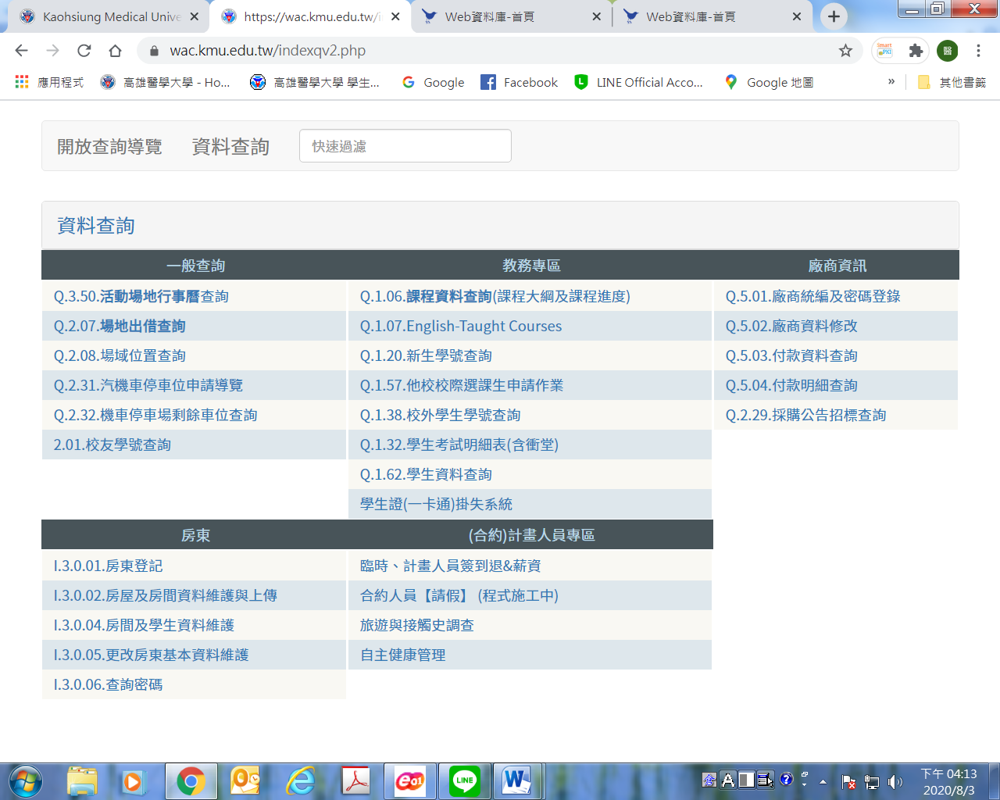 Kaohsiung Medical Unive
https://wac.kmu.edu.tw/i
Web資料庫-首頁
Web資料庫-首頁
wac.kmu.edu.tw/indexqv2.php
Smart
PKI
醫
應用程式
高雄醫學大學 - Ho...
高雄醫學大學 學生...
Google
Facebook
LINE Official Acco...
Google 地圖
»
其他書籤
開放查詢導覽
資料查詢
快速過濾
資料查詢
一般查詢
教務專區
廠商資訊
Q.3.50.活動場地行事曆查詢
Q.1.06.課程資料查詢(課程大綱及課程進度)
Q.5.01.廠商統編及密碼登錄
Q.2.07.場地出借查詢
Q.1.07.English-Taught Courses
Q.5.02.廠商資料修改
Q.2.08.場域位置查詢
Q.1.20.新生學號查詢
Q.5.03.付款資料查詢
Q.2.31.汽機車停車位申請導覽
Q.1.57.他校校際選課生申請作業
Q.5.04.付款明細查詢
Q.2.32.機車停車場剩餘車位查詢
Q.1.38.校外學生學號查詢
Q.2.29.採購公告招標查詢
2.01.校友學號查詢
Q.1.32.學生考試明細表(含衝堂)
Q.1.62.學生資料查詢
學生證(一卡通)掛失系統
房東
(合約)計畫人員專區
I.3.0.01.房東登記
臨時、計畫人員簽到退&薪資
I.3.0.02.房屋及房間資料維護與上傳
合約人員【請假】 (程式施工中)
I.3.0.04.房間及學生資料維護
旅遊與接觸史調查
I.3.0.05.更改房東基本資料維護
自主健康管理
I.3.0.06.查詢密碼
e01
LINE
W
A
下午 04:13
2020/8/3